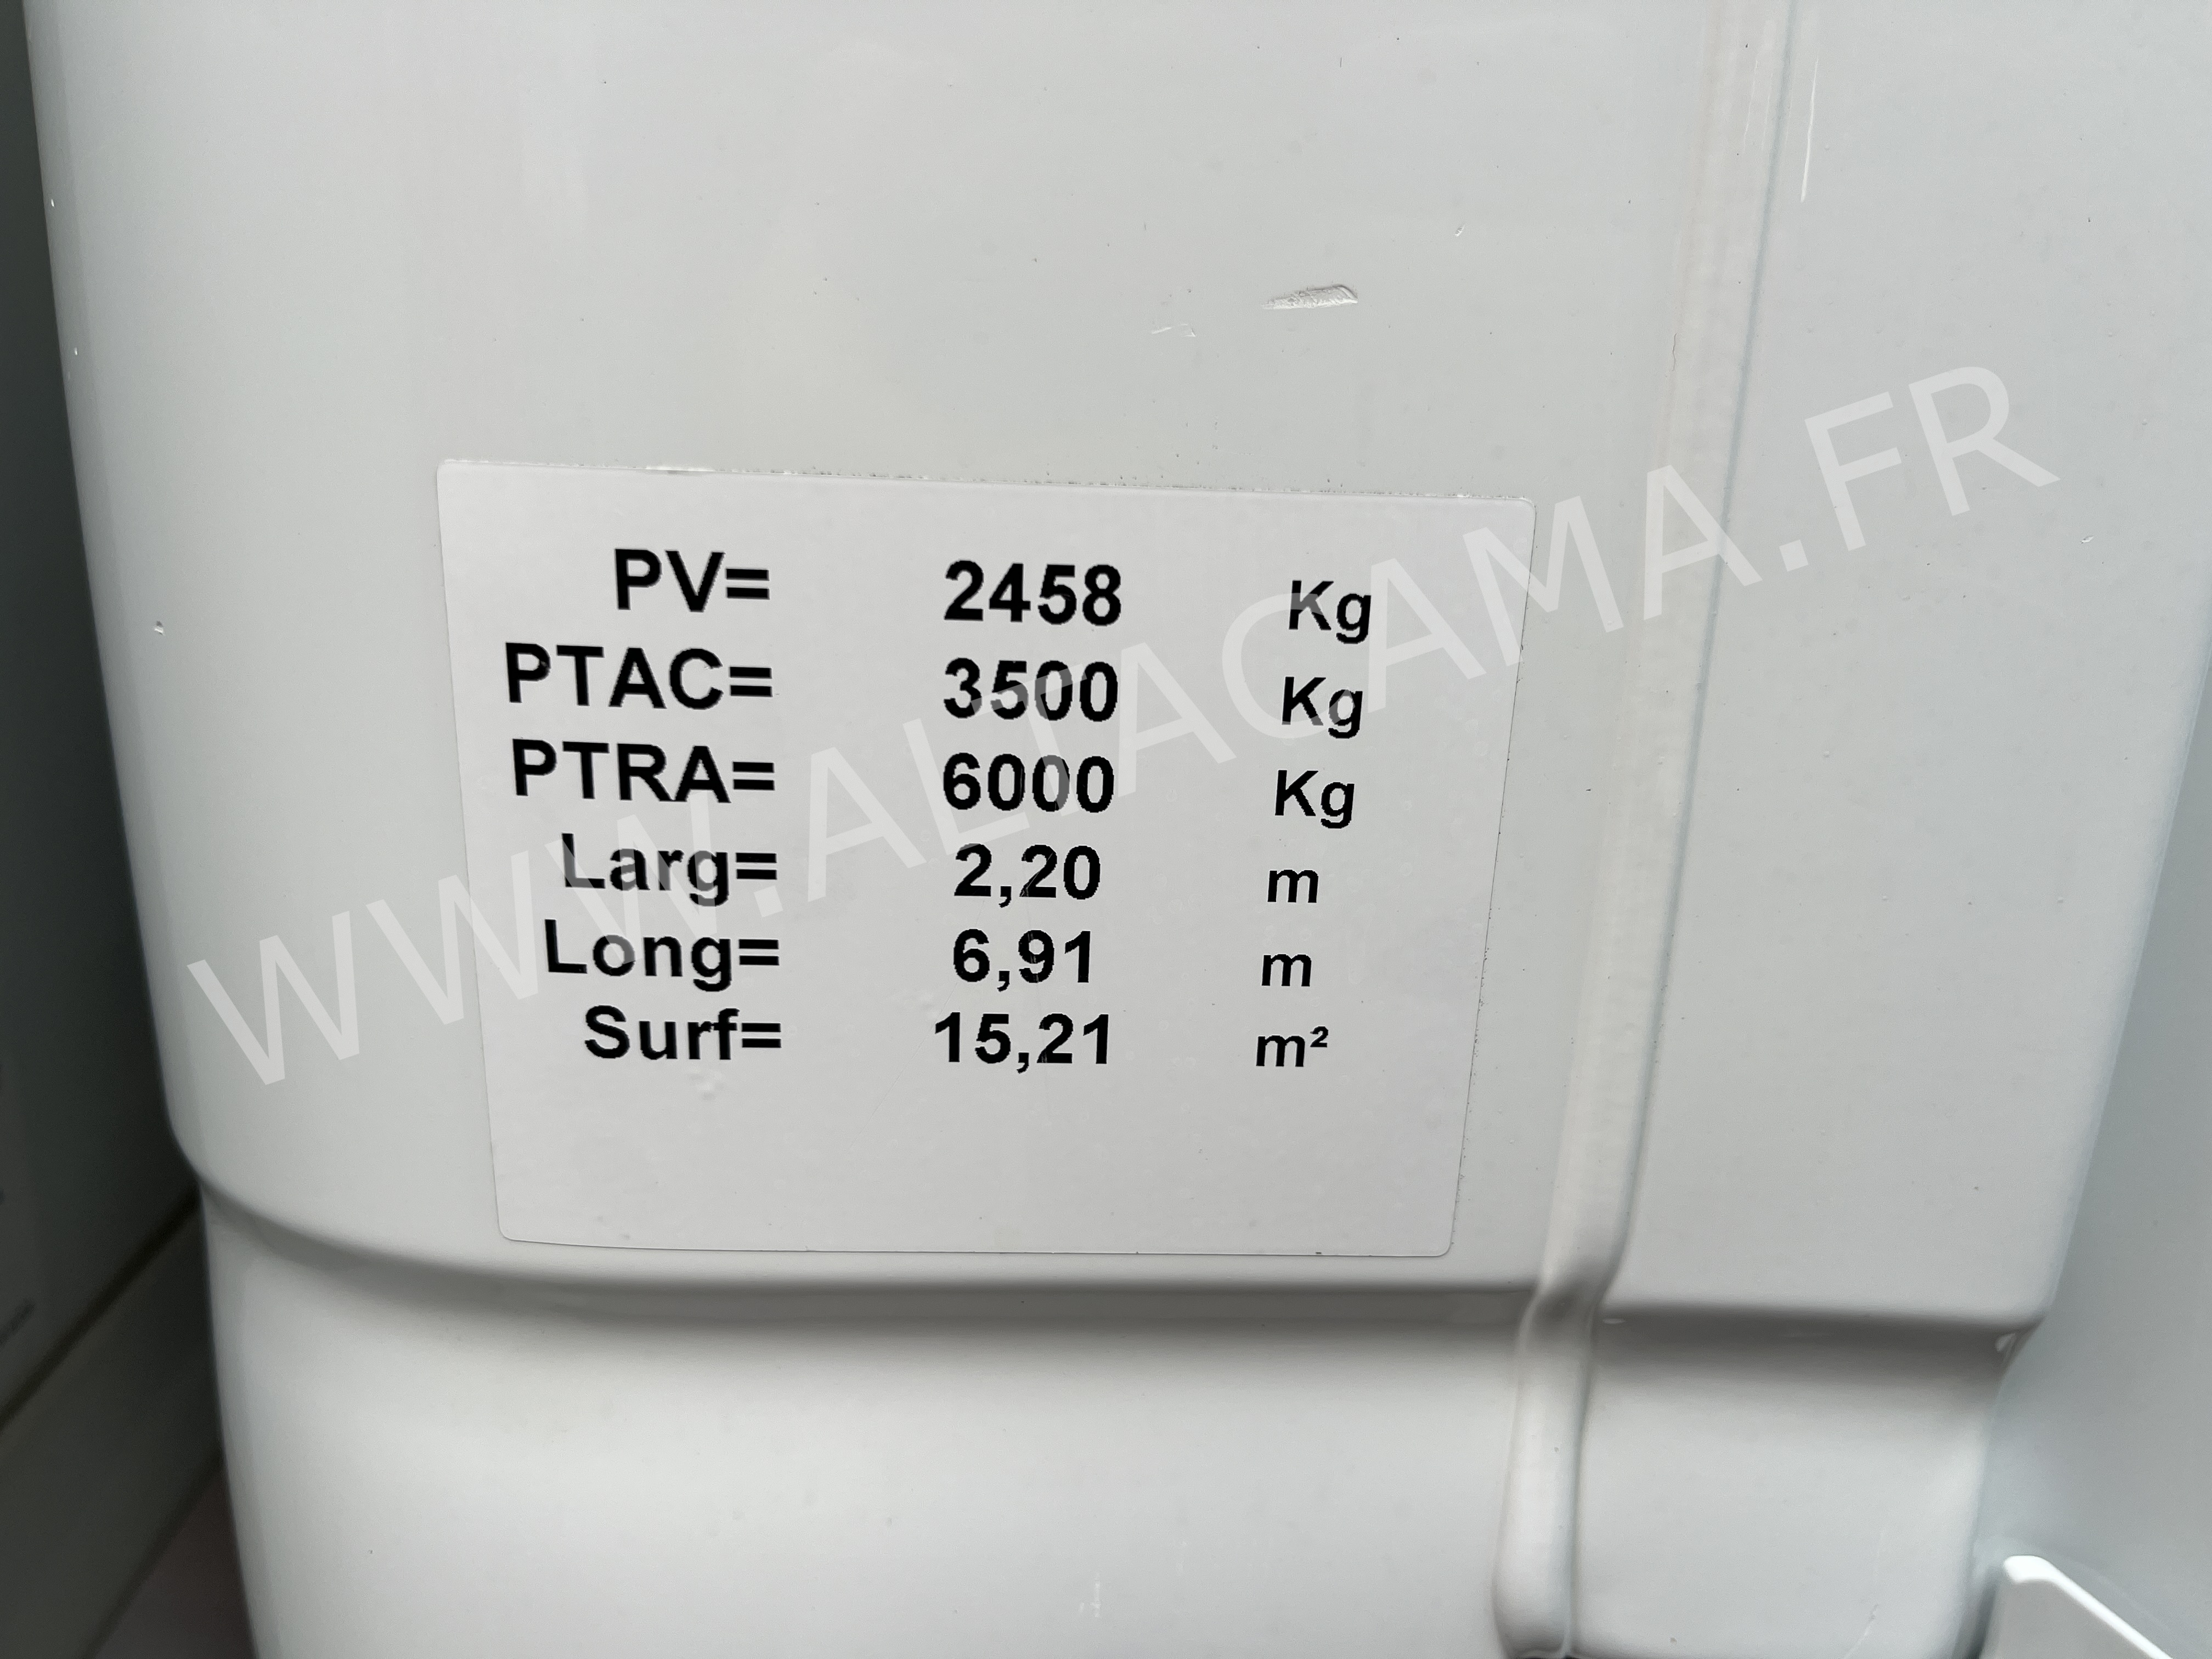 PV= 2458 Kg
PTAC= 3500 Kg
PTRA= 6000 Kg
Larg= 2,20 m
Long= 6,91 m
Surf= 15,21 m²
WWW.ALTACAMA.FR